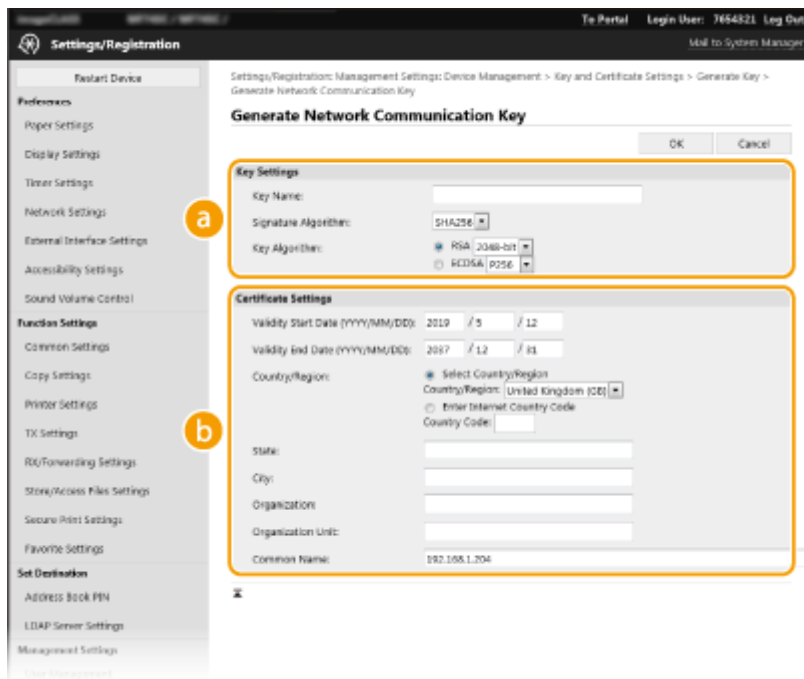 To Portal Login User: 7654321 Log Out
Settings/Registration
Mail to System Manager
Restart Device
Preferences
Paper Settings
Display Settings
Timer Settings
Network Settings
External Interface Settings
Accessibility Settings
Sound Volume Control
Function Settings
Common Settings
Copy Settings
Printer Settings
TX Settings
RX/Forwarding Settings
Store/Access Files Settings
Secure Print Settings
Favorite Settings
Set Destination
Address Book PIN
LDAP Server Settings
Management Settings
User Management
Settings/Registration: Management Settings: Device Management > Key and Certificate Settings > Generate Key >
Generate Network Communication Key
Generate Network Communication Key
OK Cancel
a
Key Settings
Key Name:
Signature Algorithm: SHA256
Key Algorithm: RSA 2048-bit
ECDSA P256
b
Certificate Settings
Validity Start Date (YYYY/MM/DD): 2019 / 5 / 12
Validity End Date (YYYY/MM/DD): 2037 / 12 / 31
Country/Region: Select Country/Region
Country/Region: United Kingdom (GB)
Enter Internet Country Code
Country Code:
State:
City:
Organization:
Organization Unit:
Common Name: 192.168.1.204